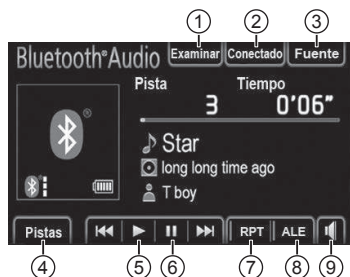 ① ② ③
Bluetooth® Audio Examinar Conectado Fuente
Pista Tiempo
3 0'06"
Star
long long time ago
T boy
Pistas RPT ALE
④ ⑤ ⑥ ⑦ ⑧ ⑨